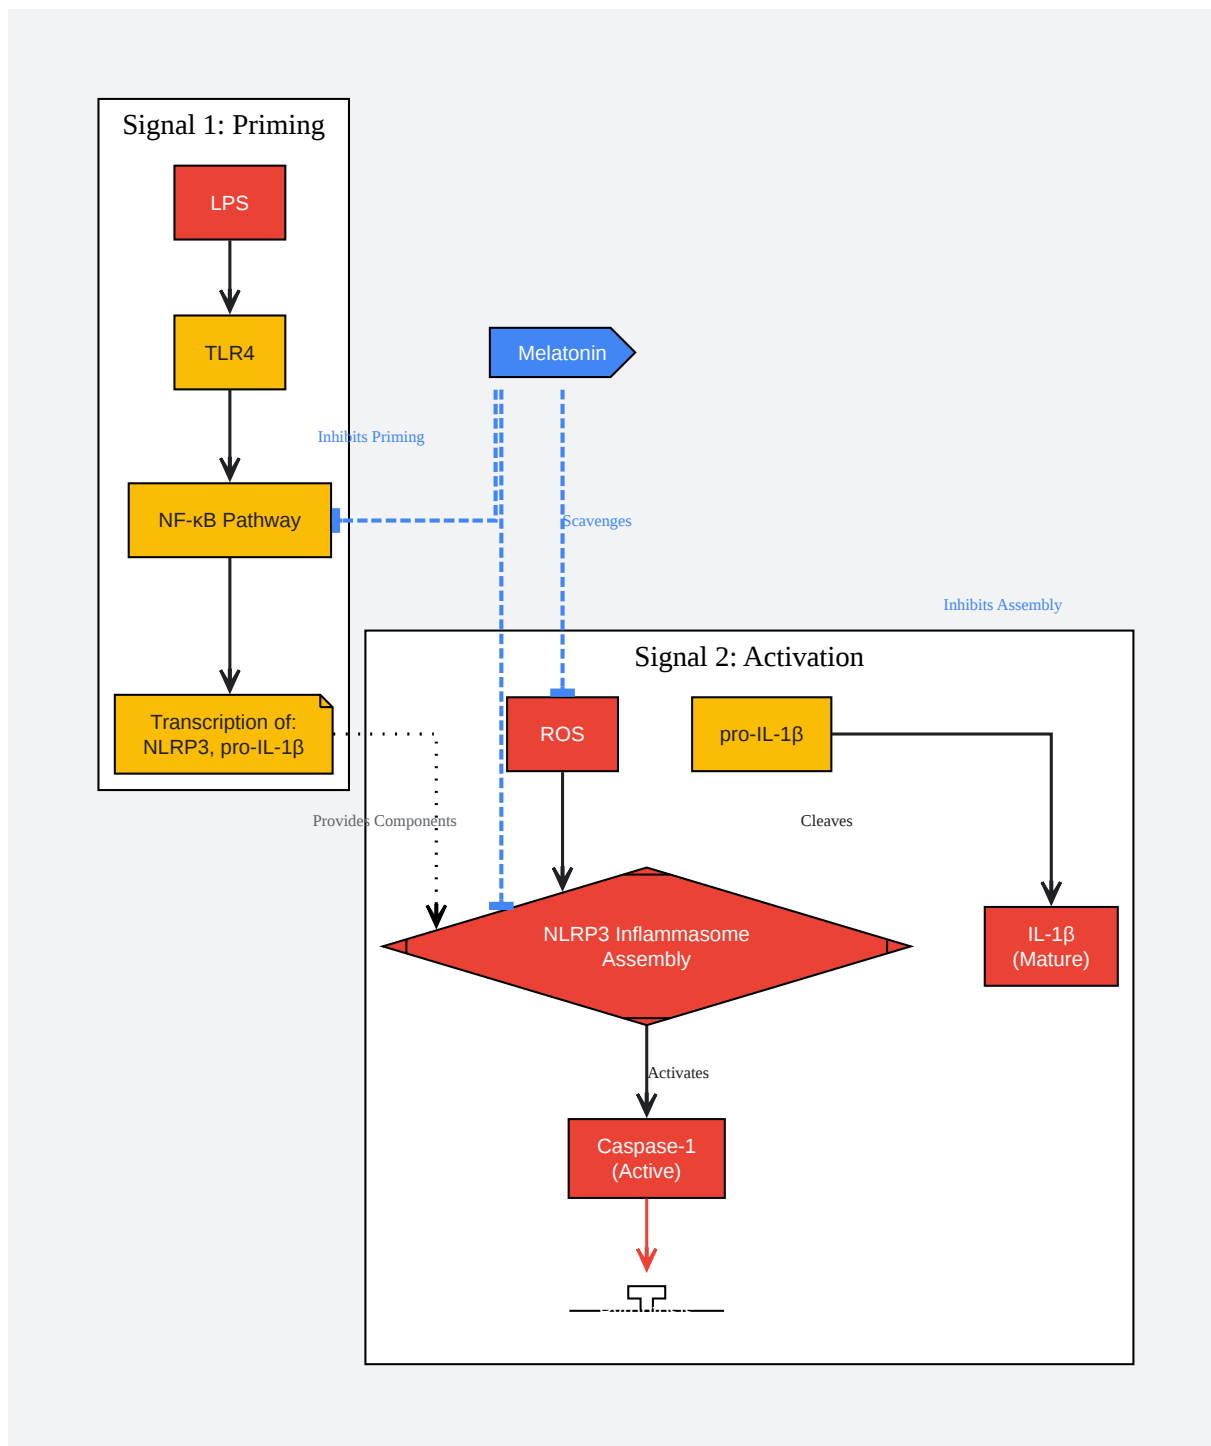 Signal 1: Priming
LPS
TLR4
Melatonin
Inhibits Priming
NF-κB Pathway
Scavenges
Inhibits Assembly
Signal 2: Activation
Transcription of:
NLRP3, pro-IL-1β
ROS
pro-IL-1β
Provides Components
Cleaves
NLRP3 Inflammasome
Assembly
IL-1β
(Mature)
Activates
Caspase-1
(Active)